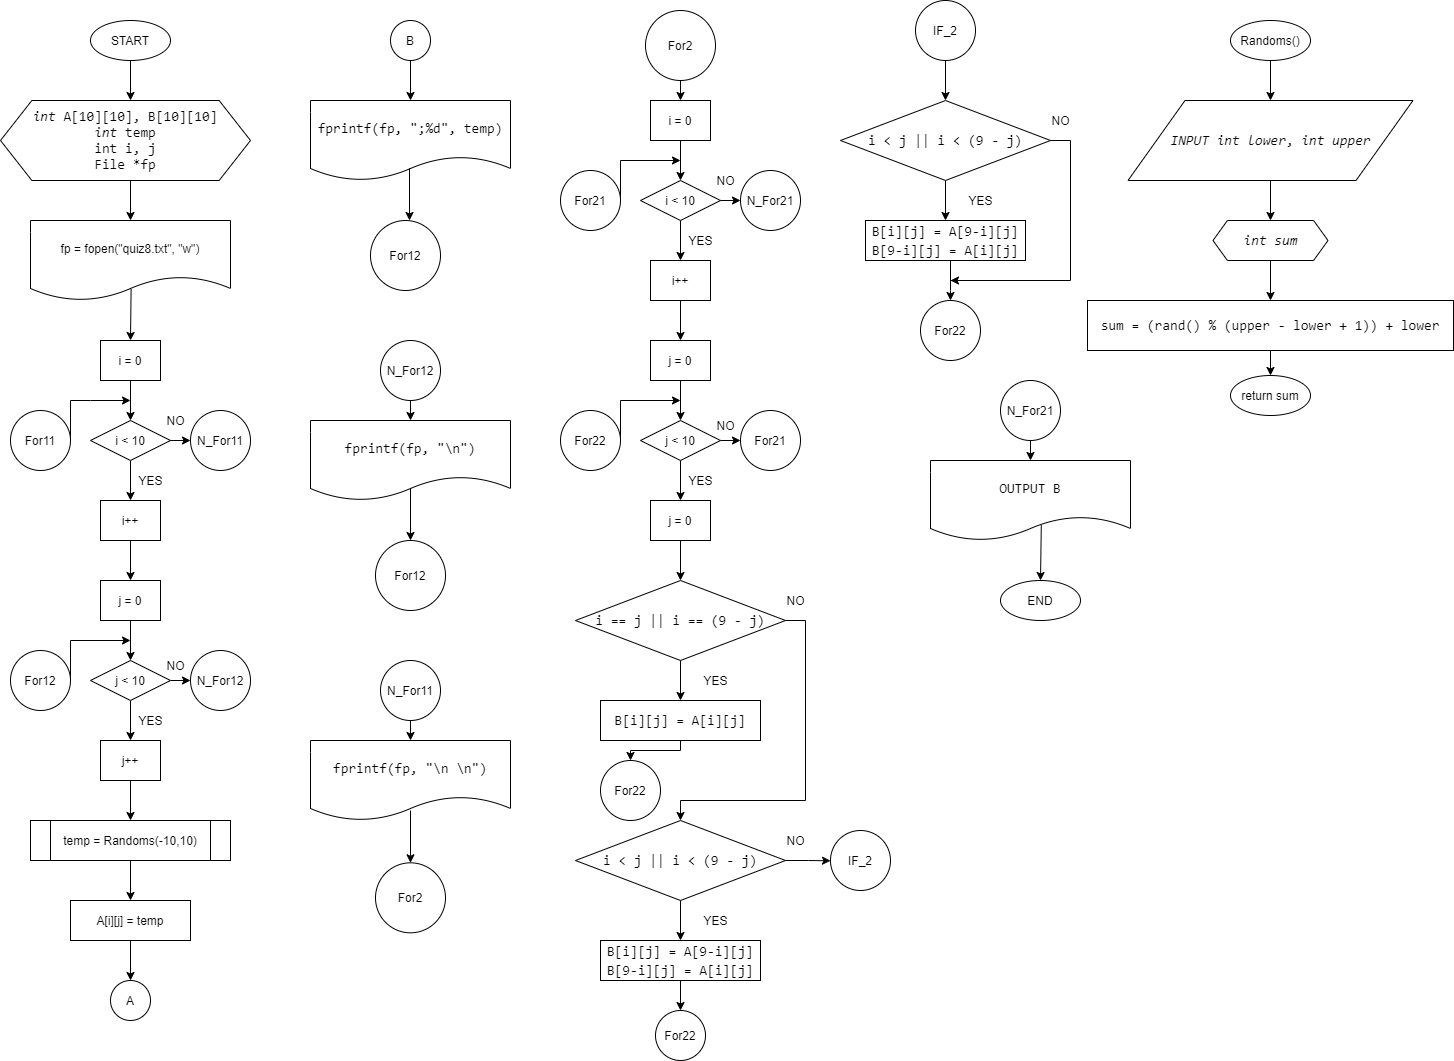 START
int A[10][10], B[10][10]
int temp
int i, j
File *fp
fp = fopen("quiz8.txt", "w")
i = 0
For11
i < 10
NO
N_For11
YES
i++
j = 0
For12
j < 10
NO
N_For12
YES
j++
temp = Randoms(-10,10)
A[i][j] = temp
A
B
fprintf(fp, ";%d", temp)
For12
N_For12
fprintf(fp, "\n")
For12
N_For11
fprintf(fp, "\n \n")
For2
For2
i = 0
For21
i < 10
NO
N_For21
YES
i++
j = 0
For22
j < 10
NO
For21
YES
j = 0
i == j || i == (9 - j)
NO
YES
B[i][j] = A[i][j]
For22
i < j || i < (9 - j)
NO
IF_2
YES
B[i][j] = A[9-i][j]
B[9-i][j] = A[i][j]
For22
IF_2
i < j || i < (9 - j)
NO
YES
B[i][j] = A[9-i][j]
B[9-i][j] = A[i][j]
For22
N_For21
OUTPUT B
END
Randoms()
INPUT int lower, int upper
int sum
sum = (rand() % (upper - lower + 1)) + lower
return sum